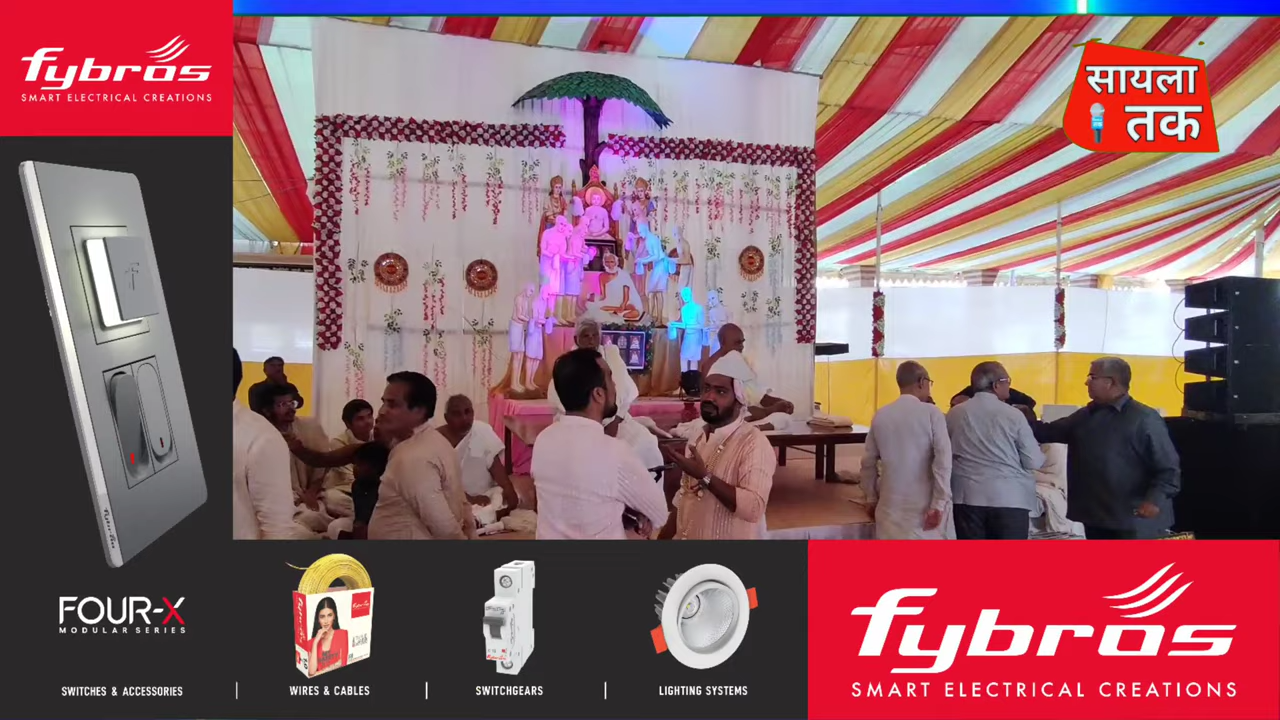 fybros
SMART ELECTRICAL CREATIONS
सायला
तक
FOUR-X
MODULAR SERIES
SWITCHES & ACCESSORIES
WIRES & CABLES
SWITCHGEARS
LIGHTING SYSTEMS
fybros
SMART ELECTRICAL CREATIONS